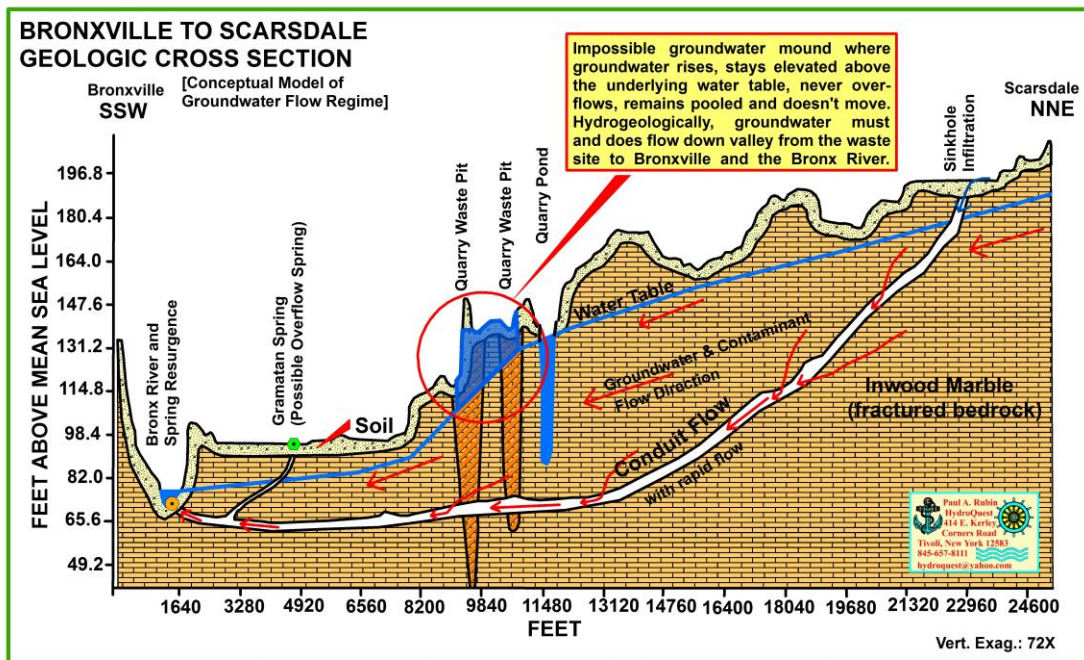 BRONXVILLE TO SCARSDALE
GEOLOGIC CROSS SECTION
[Conceptual Model of
Groundwater Flow Regime]
Bronxville
SSW
Impossible groundwater mound where
groundwater rises, stays elevated above
the underlying water table, never over-
flows, remains pooled and doesn't move.
Hydrogeologically, groundwater must
and does flow down valley from the waste
site to Bronxville and the Bronx River.
Scarsdale
NNE
Sinkhole
Infiltration
Quarry Waste Pit
Quarry Waste Pit
Quarry Pond
FEET ABOVE MEAN SEA LEVEL
196.8
180.4
164.0
147.6
131.2
114.8
98.4
82.0
65.6
49.2
Bronx River and
Spring Resurgence
Gramatan Spring
(Possible Overflow Spring)
Soil
Water Table
Groundwater & Contaminant
Flow Direction
Conduit Flow
with rapid flow
Inwood Marble
(fractured bedrock)
Paul A. Rubin
HydroQuest
414 E. Kerley
Corners Road
Tivoli, New York 12583
845-657-8111
hydroquest@yahoo.com
1640 3280 4920 6560 8200 9840 11480 13120 14760 16400 18040 19680 21320 22960 24600
FEET
Vert. Exag.: 72X